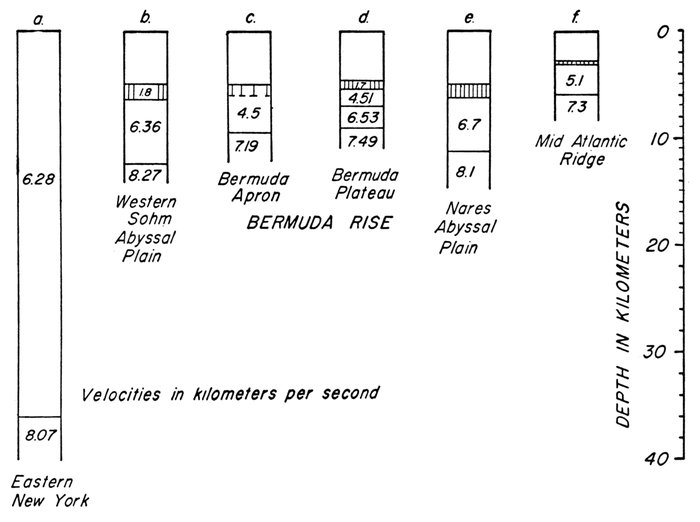 a.
b.
c.
d.
e.
f.
0
10
20
30
40
DEPTH IN KILOMETERS
6.28
8.07
Eastern
New York
1.8
6.36
8.27
Western
Sohm
Abyssal
Plain
4.5
7.19
Bermuda
Apron
1.7
4.51
6.53
7.49
Bermuda
Plateau
BERMUDA RISE
6.7
8.1
Nares
Abyssal
Plain
5.1
7.3
Mid Atlantic
Ridge
Velocities in kilometers per second